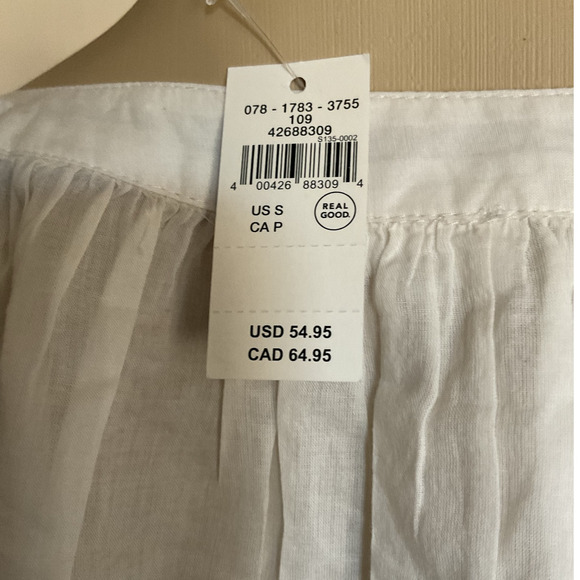 078 - 1783 - 3755
109
42688309
S135-0002
4 00426 88309 4
US S
CA P
REAL
GOOD.
USD 54.95
CAD 64.95